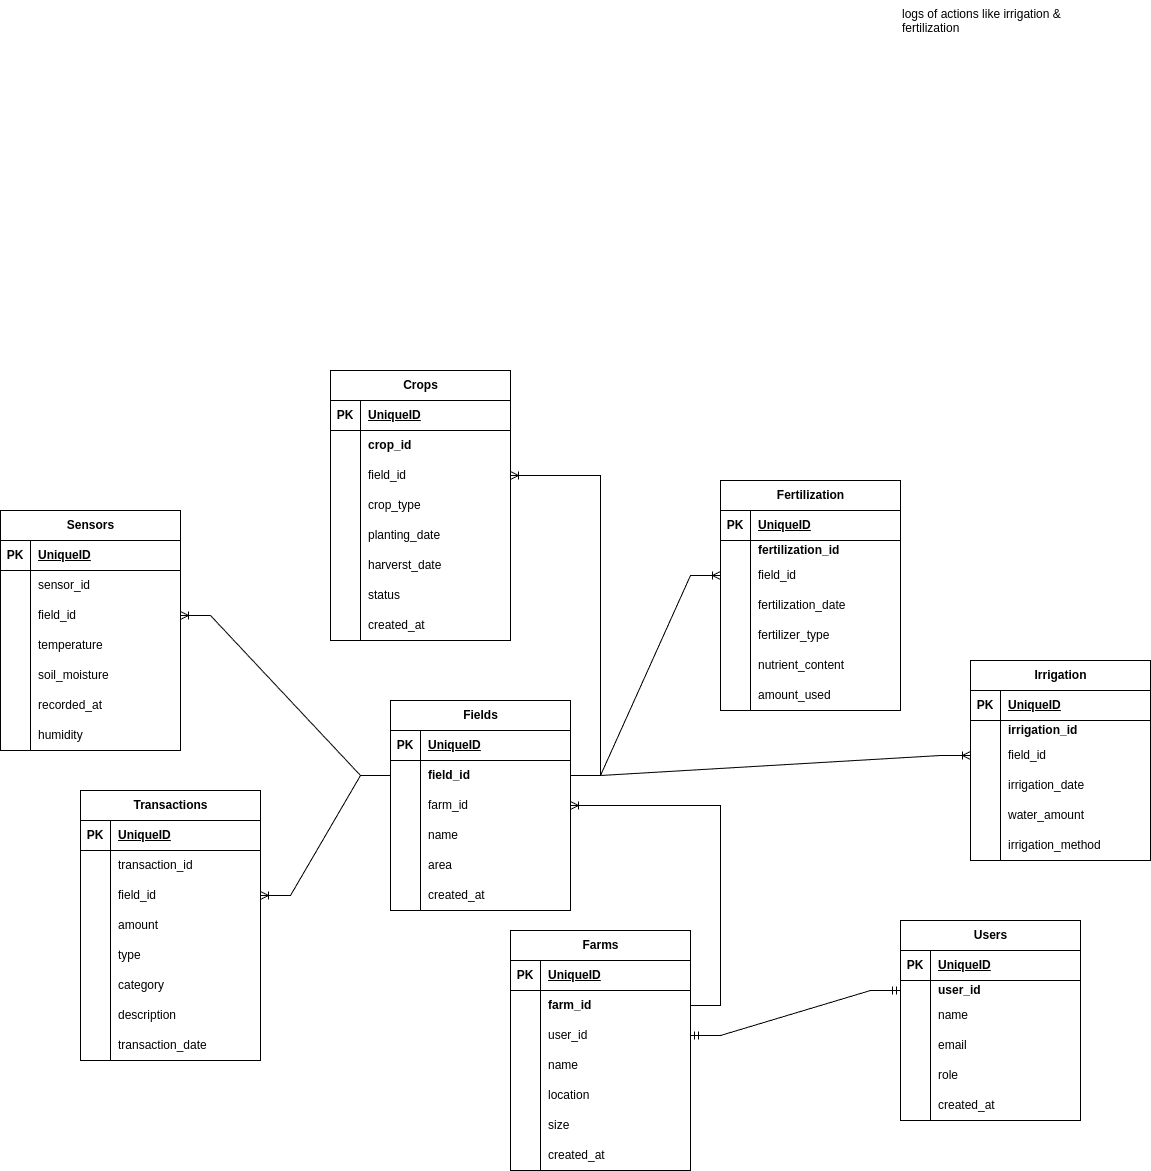 logs of actions like irrigation &
fertilization
Crops
PK UniqueID
crop_id
field_id
crop_type
planting_date
harverst_date
status
created_at
Fertilization
PK UniqueID
fertilization_id
field_id
fertilization_date
fertilizer_type
nutrient_content
amount_used
Sensors
PK UniqueID
sensor_id
field_id
temperature
soil_moisture
recorded_at
humidity
Irrigation
PK UniqueID
irrigation_id
field_id
irrigation_date
water_amount
irrigation_method
Fields
PK UniqueID
field_id
farm_id
name
area
created_at
Transactions
PK UniqueID
transaction_id
field_id
amount
type
category
description
transaction_date
Farms
PK UniqueID
farm_id
user_id
name
location
size
created_at
Users
PK UniqueID
user_id
name
email
role
created_at